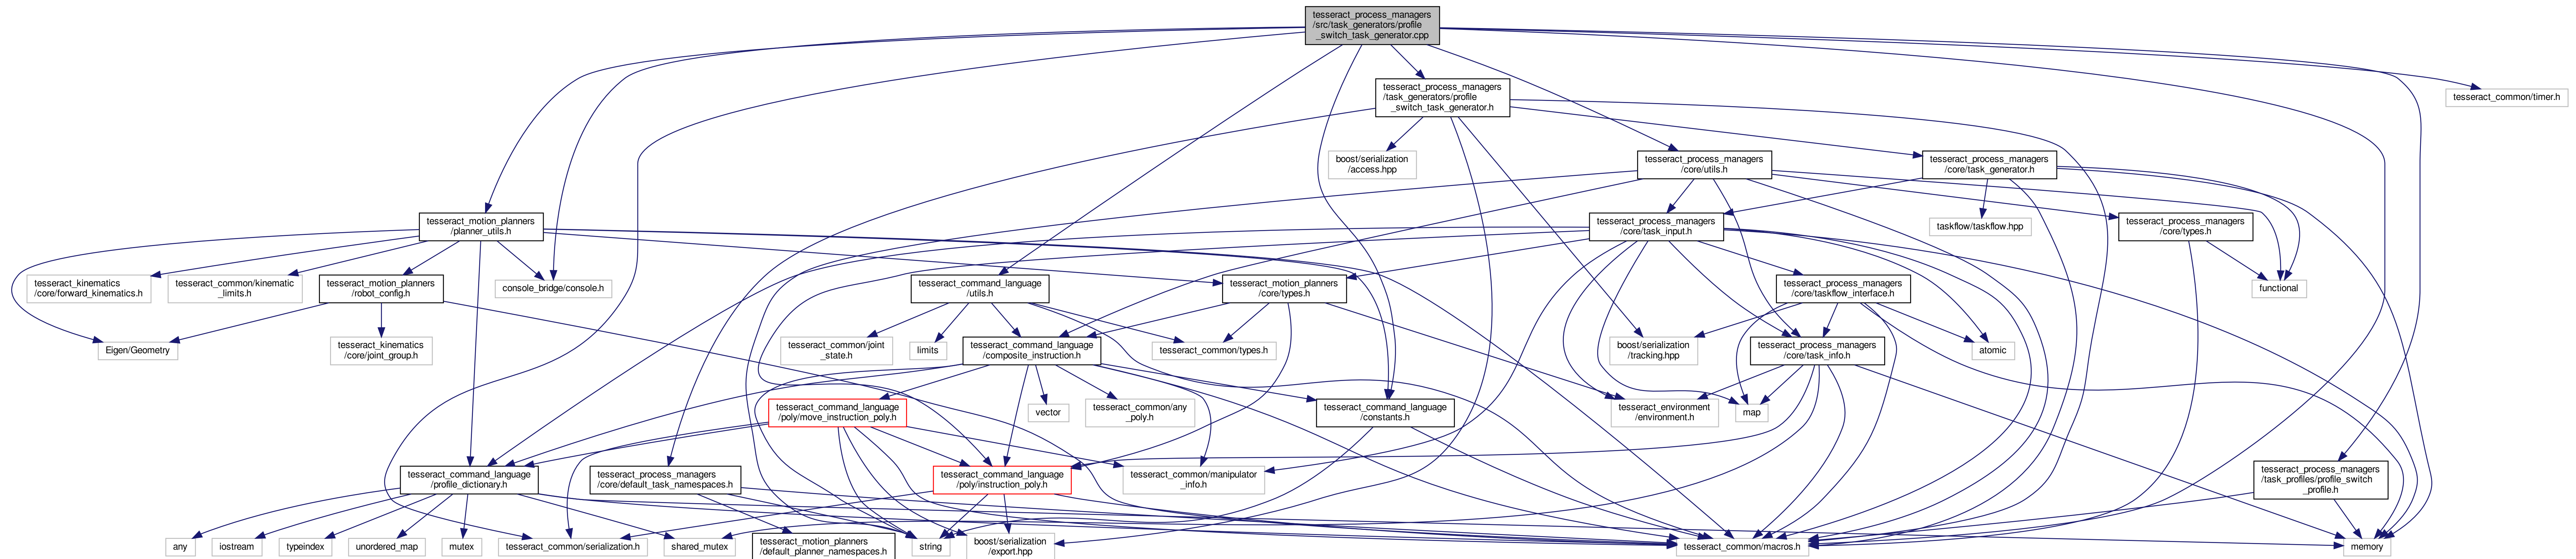 tesseract_process_managers
/src/task_generators/profile
_switch_task_generator.cpp
tesseract_process_managers
/task_generators/profile
_switch_task_generator.h
tesseract_common/timer.h
boost/serialization
/access.hpp
tesseract_process_managers
/core/utils.h
tesseract_process_managers
/core/task_generator.h
tesseract_motion_planners
/planner_utils.h
tesseract_process_managers
/core/task_input.h
taskflow/taskflow.hpp
tesseract_process_managers
/core/types.h
tesseract_kinematics
/core/forward_kinematics.h
tesseract_common/kinematic
_limits.h
tesseract_motion_planners
/robot_config.h
console_bridge/console.h
tesseract_command_language
/utils.h
tesseract_motion_planners
/core/types.h
tesseract_process_managers
/core/taskflow_interface.h
functional
Eigen/Geometry
tesseract_kinematics
/core/joint_group.h
tesseract_common/joint
_state.h
limits
tesseract_command_language
/composite_instruction.h
tesseract_common/types.h
boost/serialization
/tracking.hpp
tesseract_process_managers
/core/task_info.h
atomic
tesseract_command_language
/poly/move_instruction_poly.h
vector
tesseract_common/any
_poly.h
tesseract_command_language
/constants.h
tesseract_environment
/environment.h
map
tesseract_command_language
/profile_dictionary.h
tesseract_process_managers
/core/default_task_namespaces.h
tesseract_command_language
/poly/instruction_poly.h
tesseract_common/manipulator
_info.h
tesseract_process_managers
/task_profiles/profile_switch
_profile.h
any
iostream
typeindex
unordered_map
mutex
tesseract_common/serialization.h
shared_mutex
tesseract_motion_planners
/default_planner_namespaces.h
string
boost/serialization
/export.hpp
tesseract_common/macros.h
memory